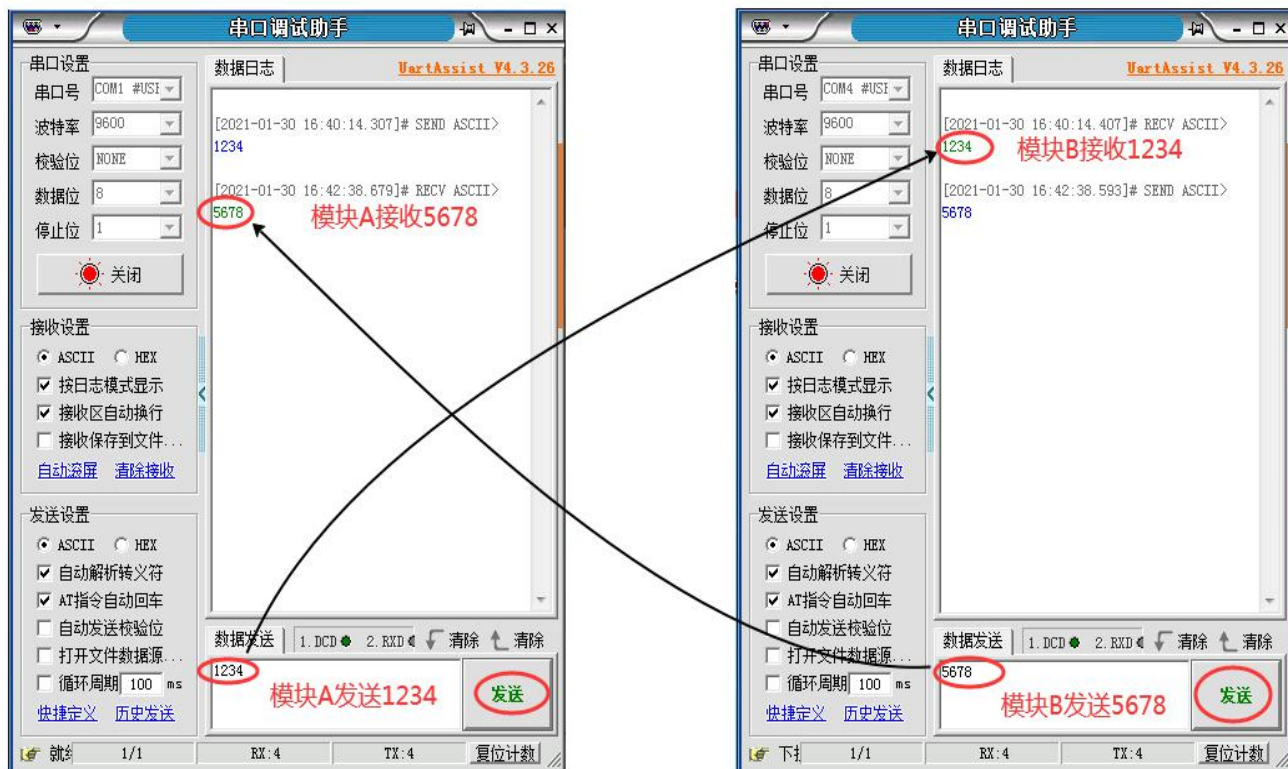 串口调试助手
串口设置
串口号 COM1 #USI
波特率 9600
校验位 NONE
数据位 8
停止位 1
关闭
接收设置
ASCII HEX
按日志模式显示
接收区自动换行
接收保存到文件...
自动滚屏 清除接收
发送设置
ASCII HEX
自动解析转义符
AT指令自动回车
自动发送校验位
打开文件数据源...
循环周期 100 ms
快捷定义 历史发送
数据日志 UartAssist V4.3.26
[2021-01-30 16:40:14.307]# SEND ASCII>
1234
[2021-01-30 16:42:38.679]# RECV ASCII>
5678
模块A接收5678
数据发送 1.DCD 2.RXD 清除 清除
1234
模块A发送1234
发送
1/1 RX:4 TX:4 复位计数
串口调试助手
串口设置
串口号 COM4 #USI
波特率 9600
校验位 NONE
数据位 8
停止位 1
关闭
接收设置
ASCII HEX
按日志模式显示
接收区自动换行
接收保存到文件...
自动滚屏 清除接收
发送设置
ASCII HEX
自动解析转义符
AT指令自动回车
自动发送校验位
打开文件数据源...
循环周期 100 ms
快捷定义 历史发送
数据日志 UartAssist V4.3.26
[2021-01-30 16:40:14.407]# RECV ASCII>
1234
模块B接收1234
[2021-01-30 16:42:38.593]# SEND ASCII>
5678
数据发送 1.DCD 2.RXD 清除 清除
5678
模块B发送5678
发送
1/1 RX:4 TX:4 复位计数